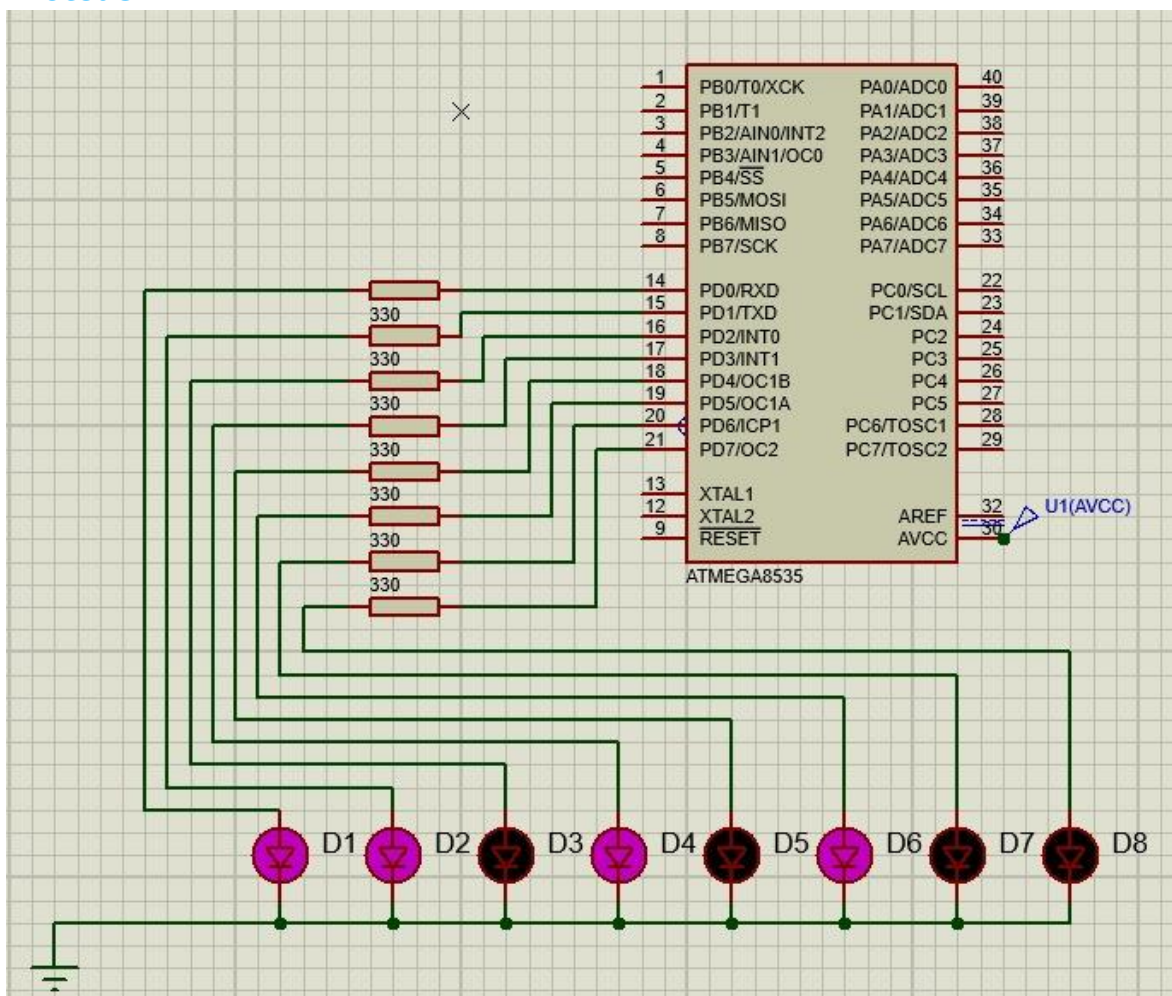 1 PB0/T0/XCK PA0/ADC0 40
2 PB1/T1 PA1/ADC1 39
3 PB2/AIN0/INT2 PA2/ADC2 38
4 PB3/AIN1/OC0 PA3/ADC3 37
5 PB4/SS PA4/ADC4 36
6 PB5/MOSI PA5/ADC5 35
7 PB6/MISO PA6/ADC6 34
8 PB7/SCK PA7/ADC7 33
14 PD0/RXD PC0/SCL 22
330 15 PD1/TXD PC1/SDA 23
16 PD2/INT0 PC2 24
330 17 PD3/INT1 PC3 25
330 18 PD4/OC1B PC4 26
19 PD5/OC1A PC5 27
330 20 PD6/ICP1 PC6/TOSC1 28
21 PD7/OC2 PC7/TOSC2 29
330 13 XTAL1
12 XTAL2 AREF 32 U1(AVCC)
330 9 RESET AVCC 30
ATMEGA8535
330
D1 D2 D3 D4 D5 D6 D7 D8